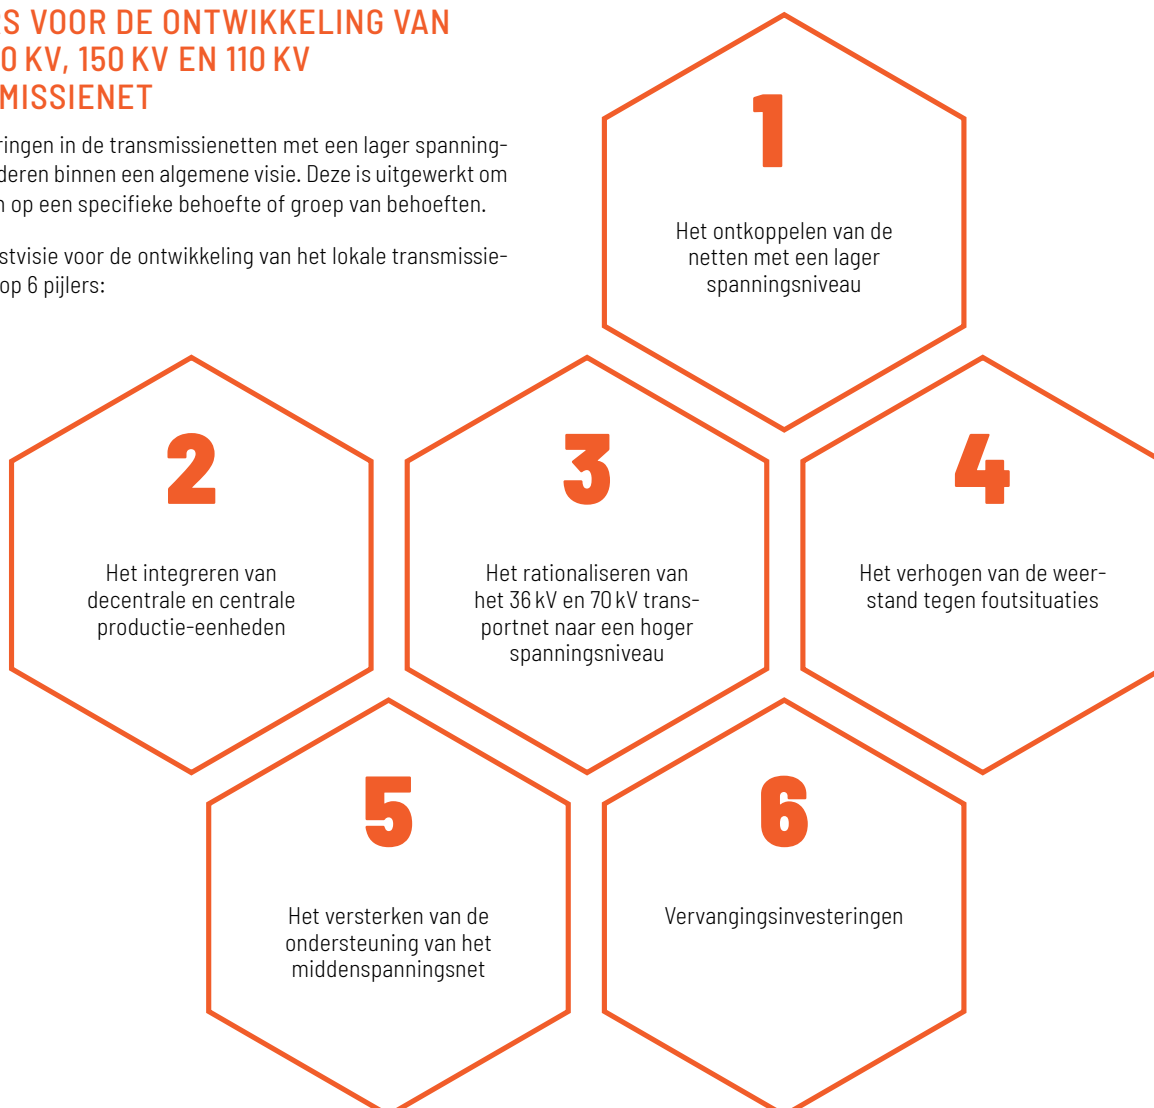 S VOOR DE ONTWIKKELING VAN
0 KV, 150 KV EN 110 KV
MISSIENET
ringen in de transmissienetten met een lager spanning-
deren binnen een algemene visie. Deze is uitgewerkt om
n op een specifieke behoefte of groep van behoeften.
stvisie voor de ontwikkeling van het lokale transmissie-
op 6 pijlers:
1
Het ontkoppelen van de
netten met een lager
spanningsniveau
2
Het integreren van
decentrale en centrale
productie-eenheden
3
Het rationaliseren van
het 36 kV en 70 kV trans-
portnet naar een hoger
spanningsniveau
4
Het verhogen van de weer-
stand tegen foutsituaties
5
Het versterken van de
ondersteuning van het
middenspanningsnet
6
Vervangingsinvesteringen